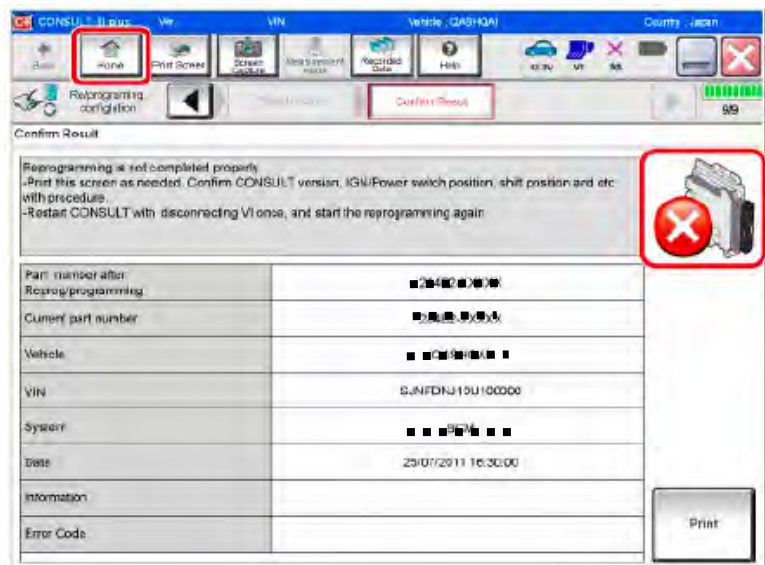 CONSULT-III plus Ver. VIN Vehicle : QASHQAI Country : Japan
Back Home Print Screen Screen Capture Measurement Mode Recorded Data Help VI
Re/programming, configuration Confirm Result 9/9
Confirm Result
Reprogramming is not completed properly
-Print this screen as needed. Confirm CONSULT version, IGN/Power switch position, shift position and etc
with procedure.
-Restart CONSULT with disconnecting VI once, and start the reprogramming again
Part number after
Reprog/programming
Current part number
Vehicle
VIN SJNFDNJ10U100000
System
Date 25/07/2011 16:30:00
Information
Error Code
Print